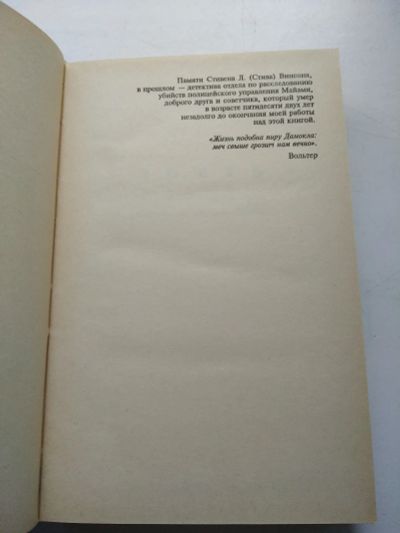 Памяти Стивена Д. (Стива) Винсона,
в прошлом — детектива отдела по расследованию
убийств полицейского управления Майами,
доброго друга и советчика, который умер
в возрасте пятидесяти двух лет
незадолго до окончания моей работы
над этой книгой.
«Жизнь подобна пиру Дамокла:
меч свыше грозит нам вечно».
Вольтер